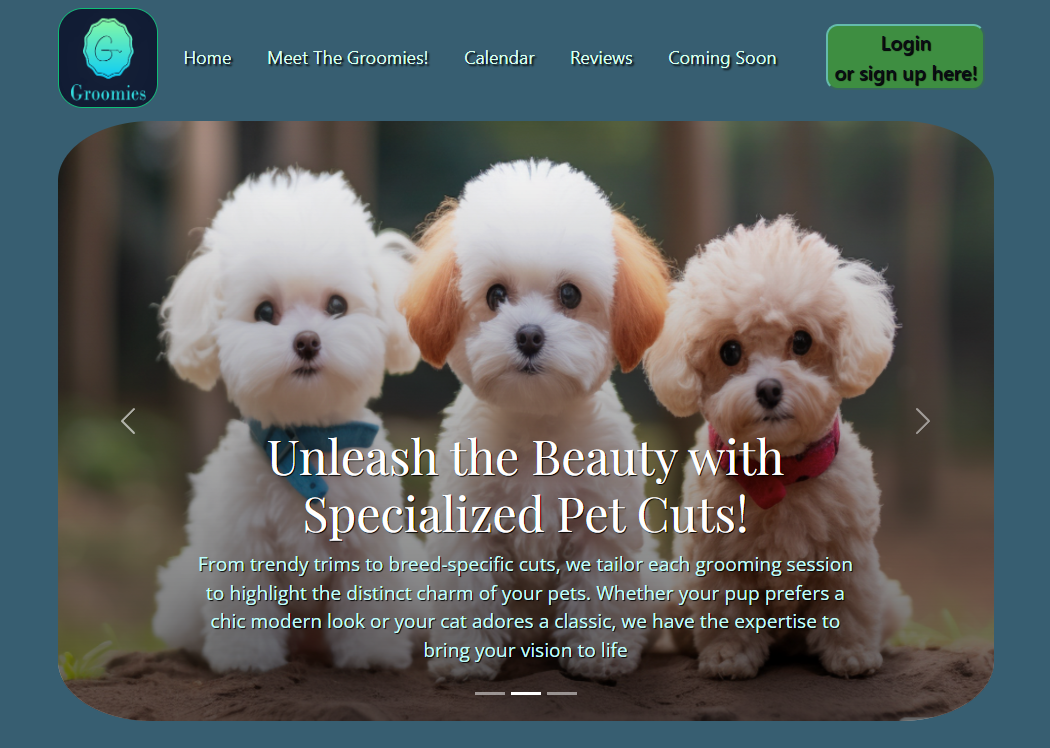 G
Groomies
Home
Meet The Groomies!
Calendar
Reviews
Coming Soon
Login
or sign up here!
Unleash the Beauty with
Specialized Pet Cuts!
From trendy trims to breed-specific cuts, we tailor each grooming session
to highlight the distinct charm of your pets. Whether your pup prefers a
chic modern look or your cat adores a classic, we have the expertise to
bring your vision to life